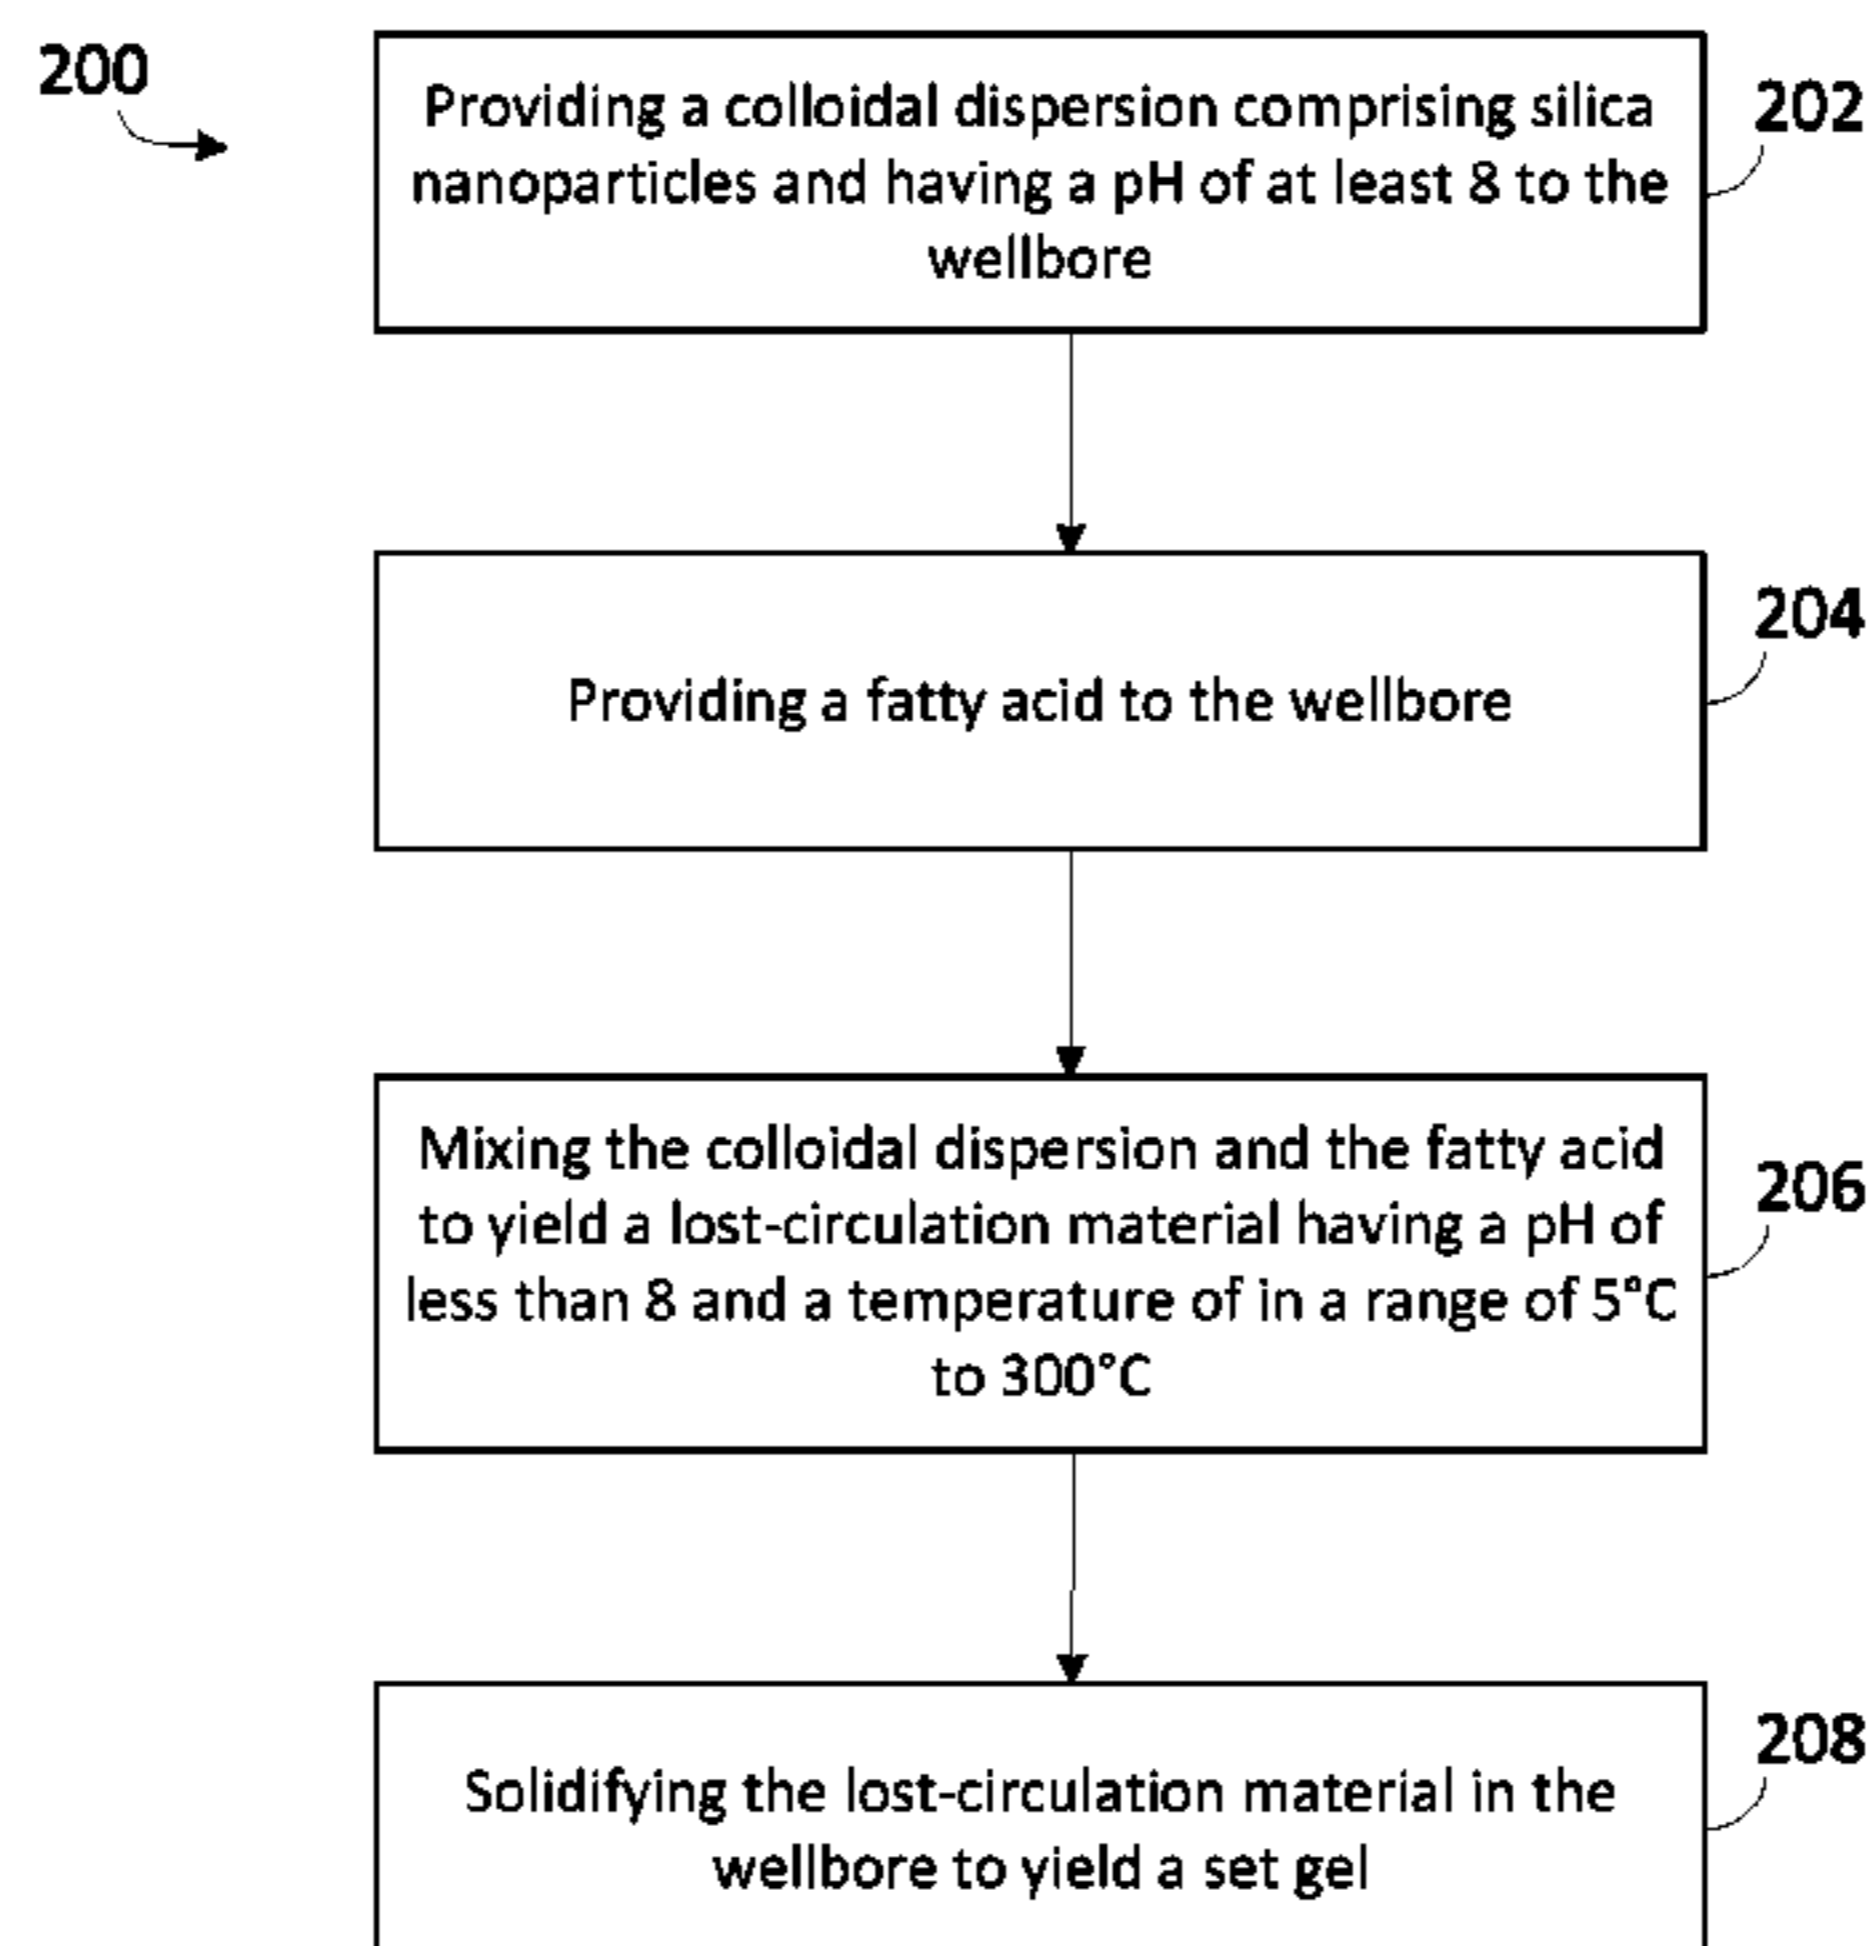 200
Providing a colloidal dispersion comprising silica
nanoparticles and having a pH of at least 8 to the
wellbore
202
Providing a fatty acid to the wellbore
204
Mixing the colloidal dispersion and the fatty acid
to yield a lost-circulation material having a pH of
less than 8 and a temperature of in a range of 5°C
to 300°C
206
Solidifying the lost-circulation material in the
wellbore to yield a set gel
208